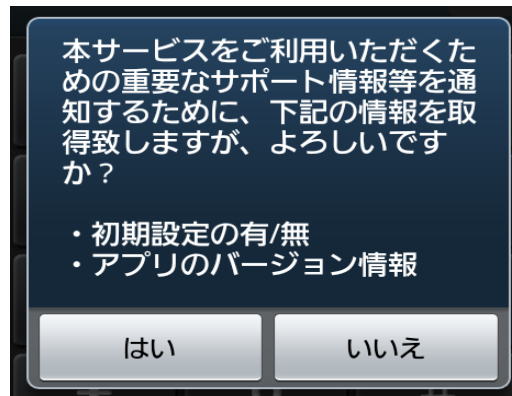 本サービスをご利用いただくた
めの重要なサポート情報等を通
知するために、下記の情報を取
得致しますが、よろしいです
か？
・初期設定の有/無
・アプリのバージョン情報
はい
いいえ